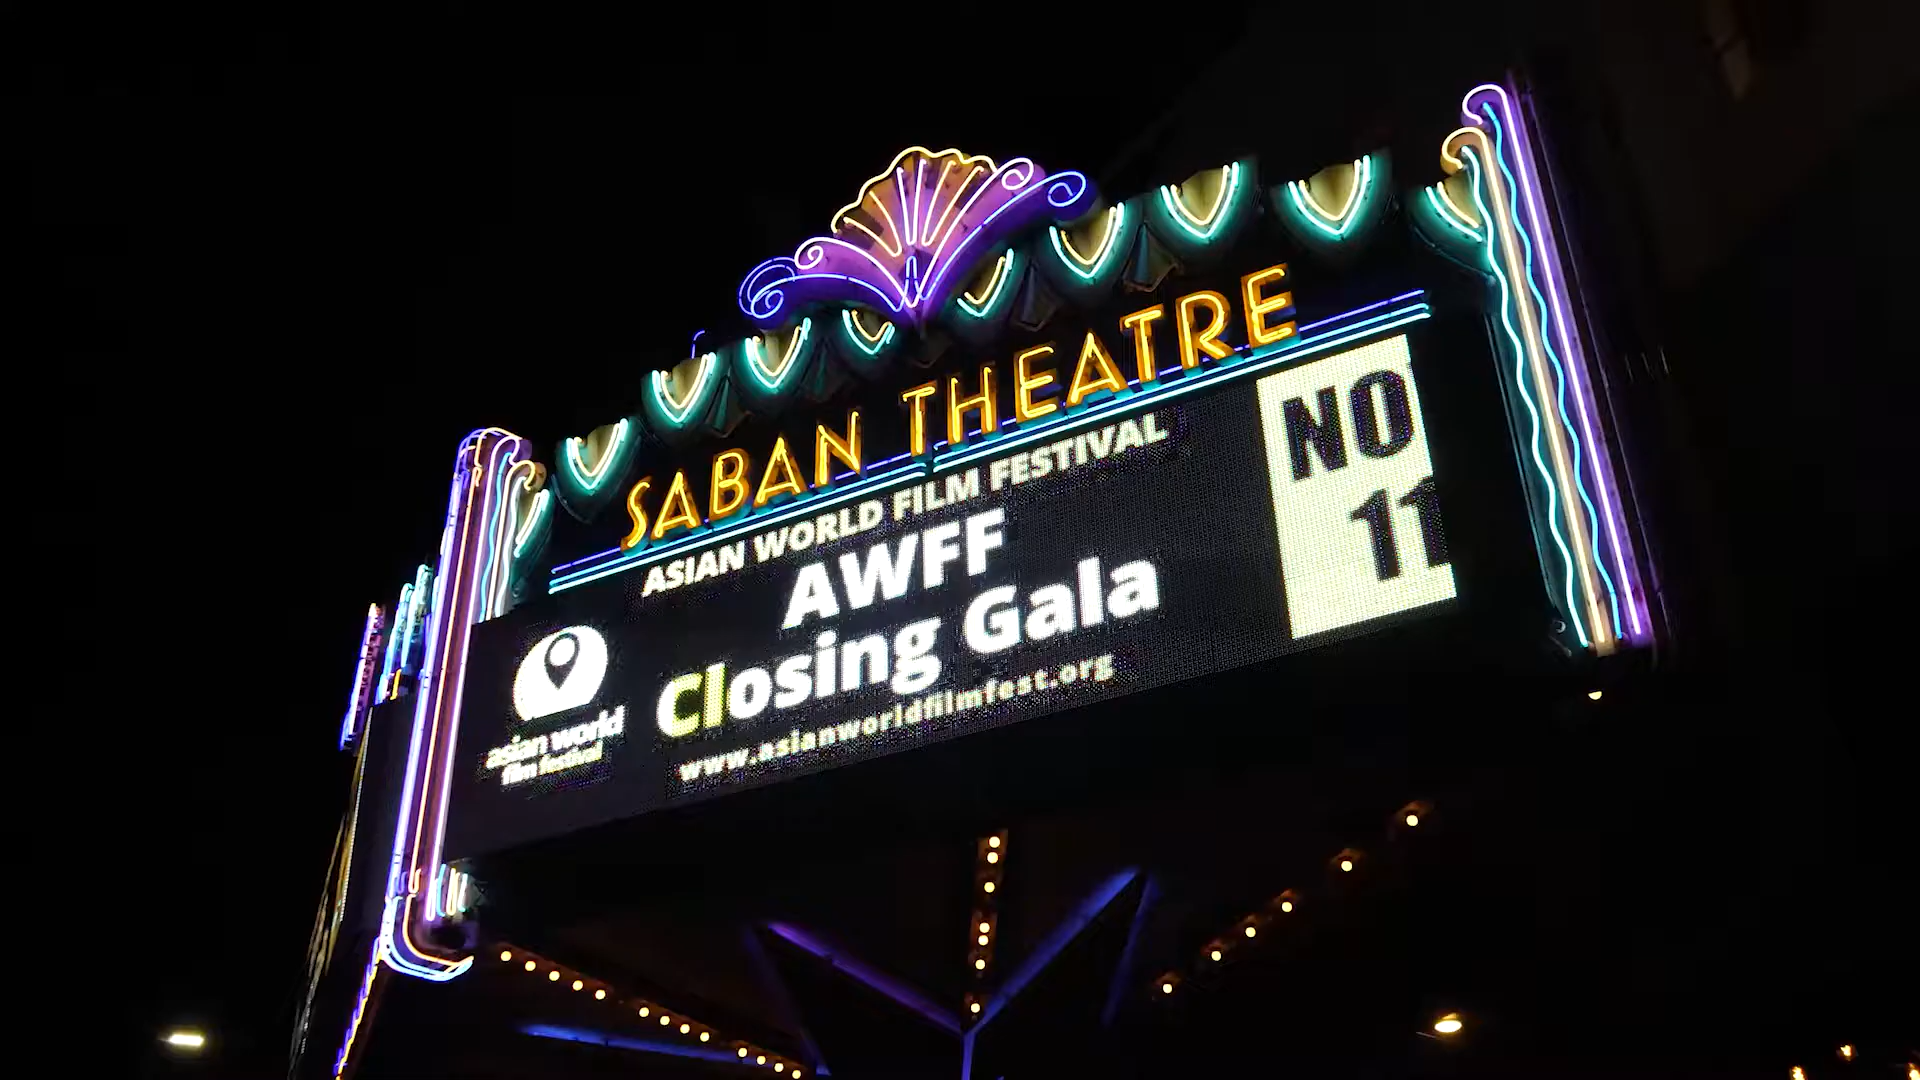 SABAN THEATRE
ASIAN WORLD FILM FESTIVAL
AWFF
Closing Gala
www.asianworldfilmfest.org
asian world
film festival
NO
11